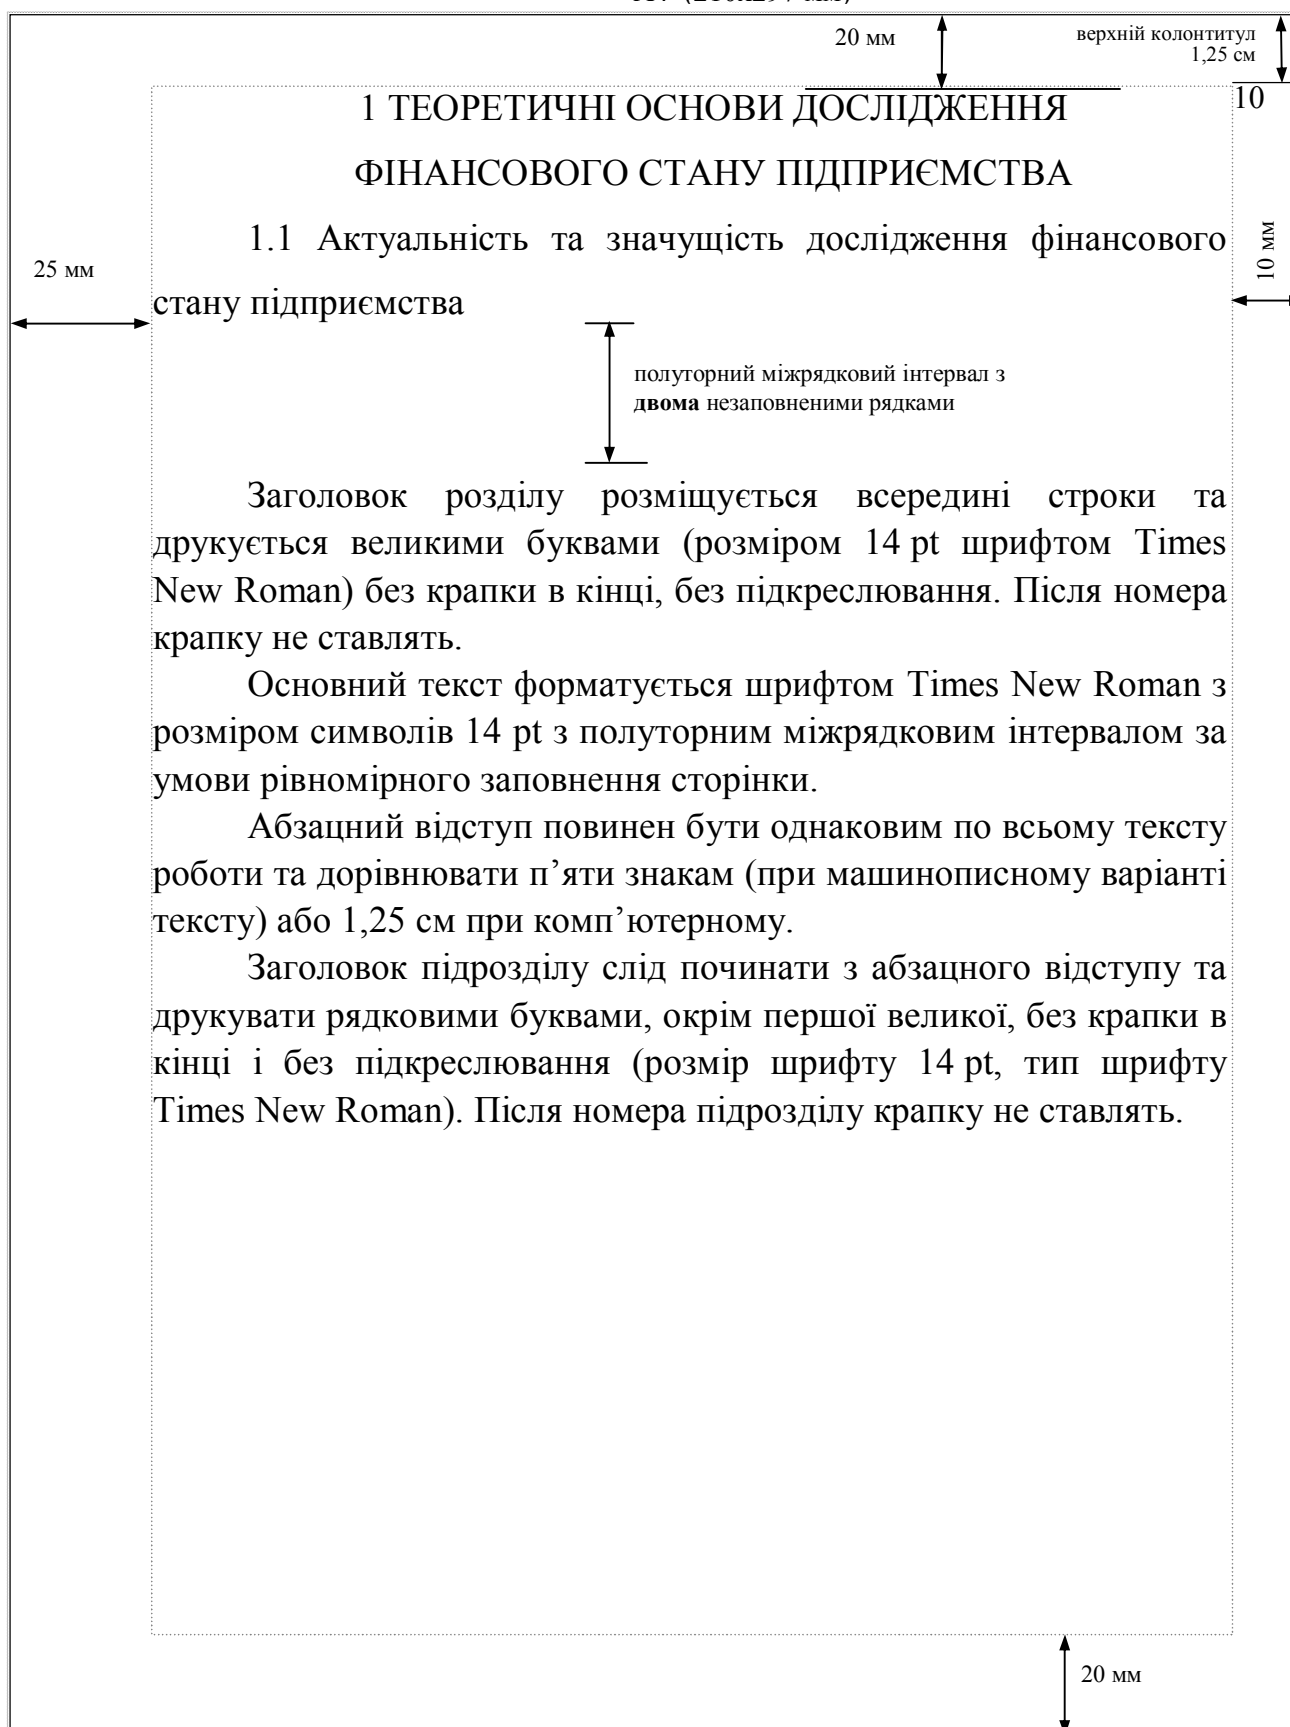 20 мм
верхній колонтитул
1,25 см
10
1 ТЕОРЕТИЧНІ ОСНОВИ ДОСЛІДЖЕННЯ
ФІНАНСОВОГО СТАНУ ПІДПРИЄМСТВА
1.1 Актуальність та значущість дослідження фінансового
стану підприємства
25 мм
10 мм
полуторний міжрядковий інтервал з
двома незаповненими рядками
Заголовок розділу розміщується всередині строки та
друкується великими буквами (розміром 14 pt шрифтом Times
New Roman) без крапки в кінці, без підкреслювання. Після номера
крапку не ставлять.
Основний текст форматується шрифтом Times New Roman з
розміром символів 14 pt з полуторним міжрядковим інтервалом за
умови рівномірного заповнення сторінки.
Абзацний відступ повинен бути однаковим по всьому тексту
роботи та дорівнювати п’яти знакам (при машинописному варіанті
тексту) або 1,25 см при комп’ютерному.
Заголовок підрозділу слід починати з абзацного відступу та
друкувати рядковими буквами, окрім першої великої, без крапки в
кінці і без підкреслювання (розмір шрифту 14 pt, тип шрифту
Times New Roman). Після номера підрозділу крапку не ставлять.
20 мм